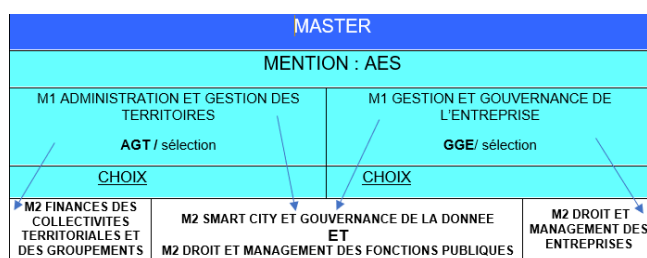 MASTER
MENTION : AES
M1 ADMINISTRATION ET GESTION DES
TERRITOIRES
AGT / sélection
M1 GESTION ET GOUVERNANCE DE
L'ENTREPRISE
GGE/ sélection
CHOIX
CHOIX
M2 FINANCES DES
COLLECTIVITES
TERRITORIALES ET
DES GROUPEMENTS
M2 SMART CITY ET GOUVERNANCE DE LA DONNEE
ET
M2 DROIT ET MANAGEMENT DES FONCTIONS PUBLIQUES
M2 DROIT ET
MANAGEMENT DES
ENTREPRISES